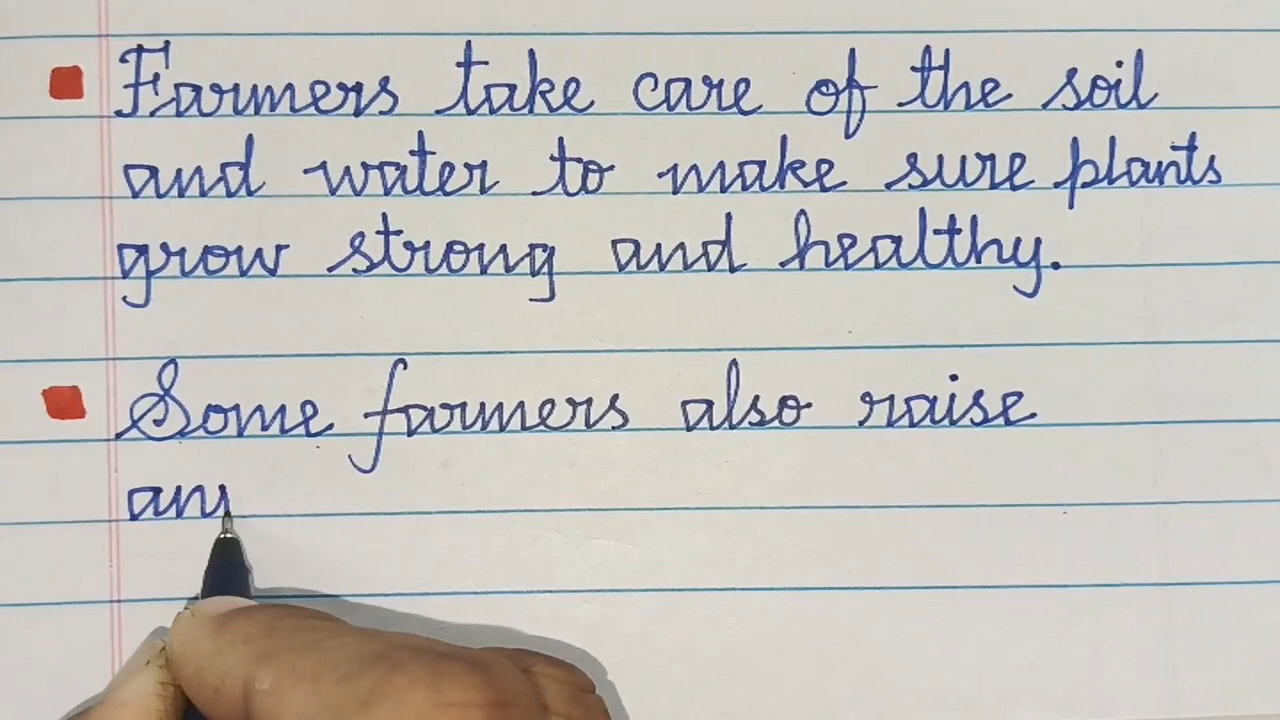 Farmers take care of the soil
and water to make sure plants
grow strong and healthy.
Some farmers also raise
ani